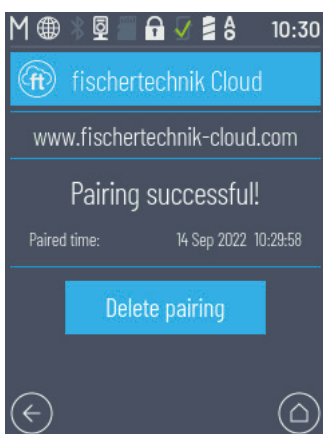 M 10:30
ft fischertechnik Cloud
www.fischertechnik-cloud.com
Pairing successful!
Paired time: 14 Sep 2022 10:29:58
Delete pairing